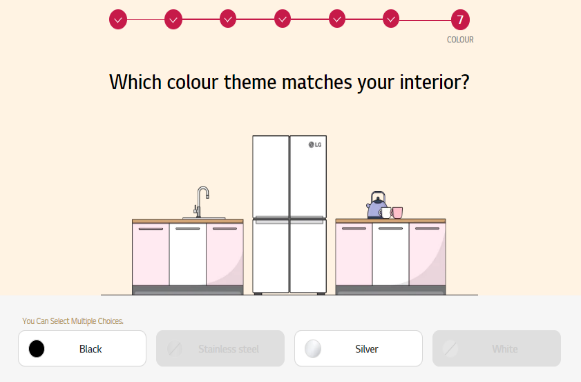 7
COLOUR
Which colour theme matches your interior?
LG
You Can Select Multiple Choices.
Black
Stainless steel
Silver
White